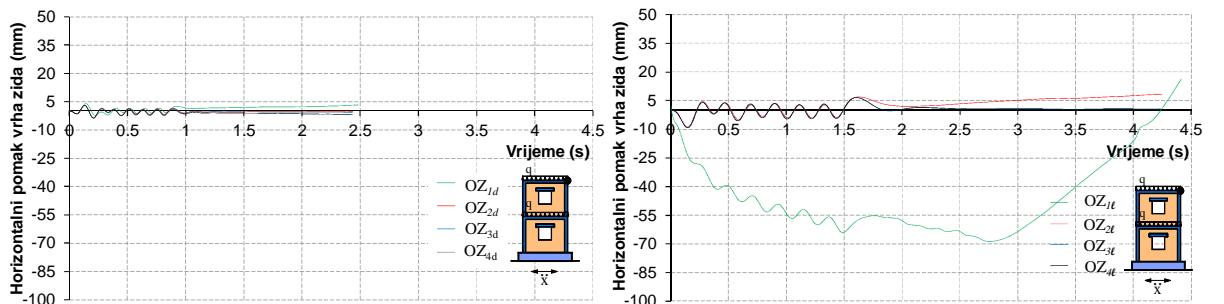 Horizontalni pomak vrha zida (mm)
50
35
20
5
-10
-25
-40
-55
-70
-85
-100
0 0.5 1 1.5 2 2.5 3 3.5 4 4.5
Vrijeme (s)
OZ1d
OZ2d
OZ3d
OZ4d
q
q
ẍ
Horizontalni pomak vrha zida (mm)
50
35
20
5
-10
-25
-40
-55
-70
-85
-100
0 0.5 1 1.5 2 2.5 3 3.5 4 4.5
Vrijeme (s)
OZ1ℓ
OZ2ℓ
OZ3ℓ
OZ4ℓ
q
q
ẍ